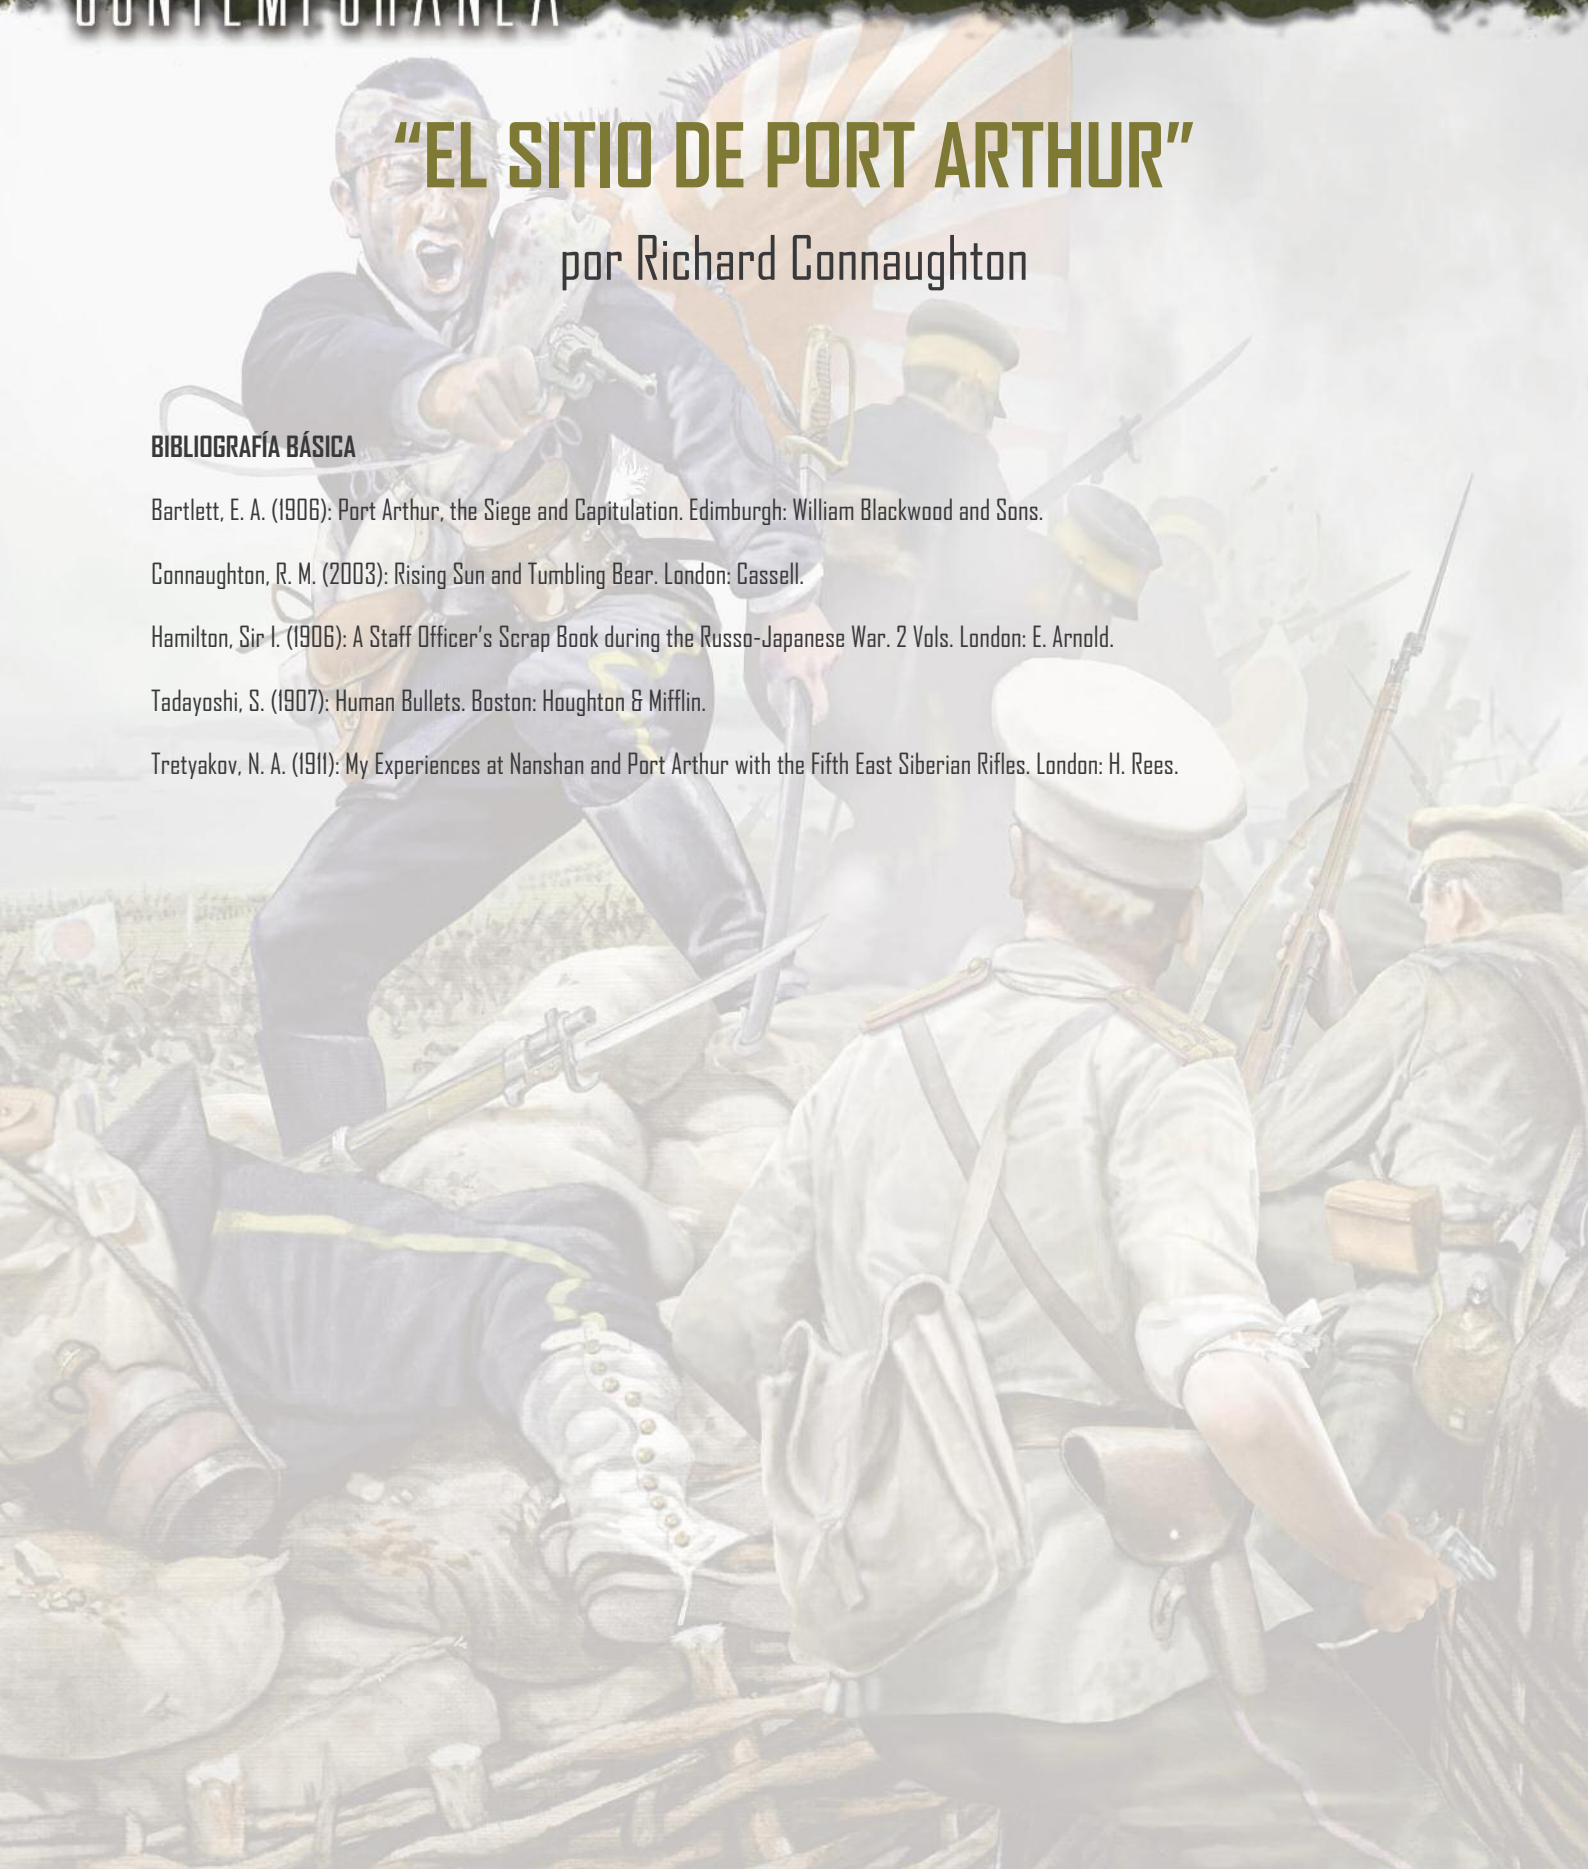 CONTEMPORÁNEA
“EL SITIO DE PORT ARTHUR”
por Richard Connaughton
BIBLIOGRAFÍA BÁSICA
Bartlett, E. A. (1906): Port Arthur, the Siege and Capitulation. Edimburgh: William Blackwood and Sons.
Connaughton, R. M. (2003): Rising Sun and Tumbling Bear. London: Cassell.
Hamilton, Sir I. (1906): A Staff Officer’s Scrap Book during the Russo-Japanese War. 2 Vols. London: E. Arnold.
Tadayoshi, S. (1907): Human Bullets. Boston: Houghton & Mifflin.
Tretyakov, N. A. (1911): My Experiences at Nanshan and Port Arthur with the Fifth East Siberian Rifles. London: H. Rees.